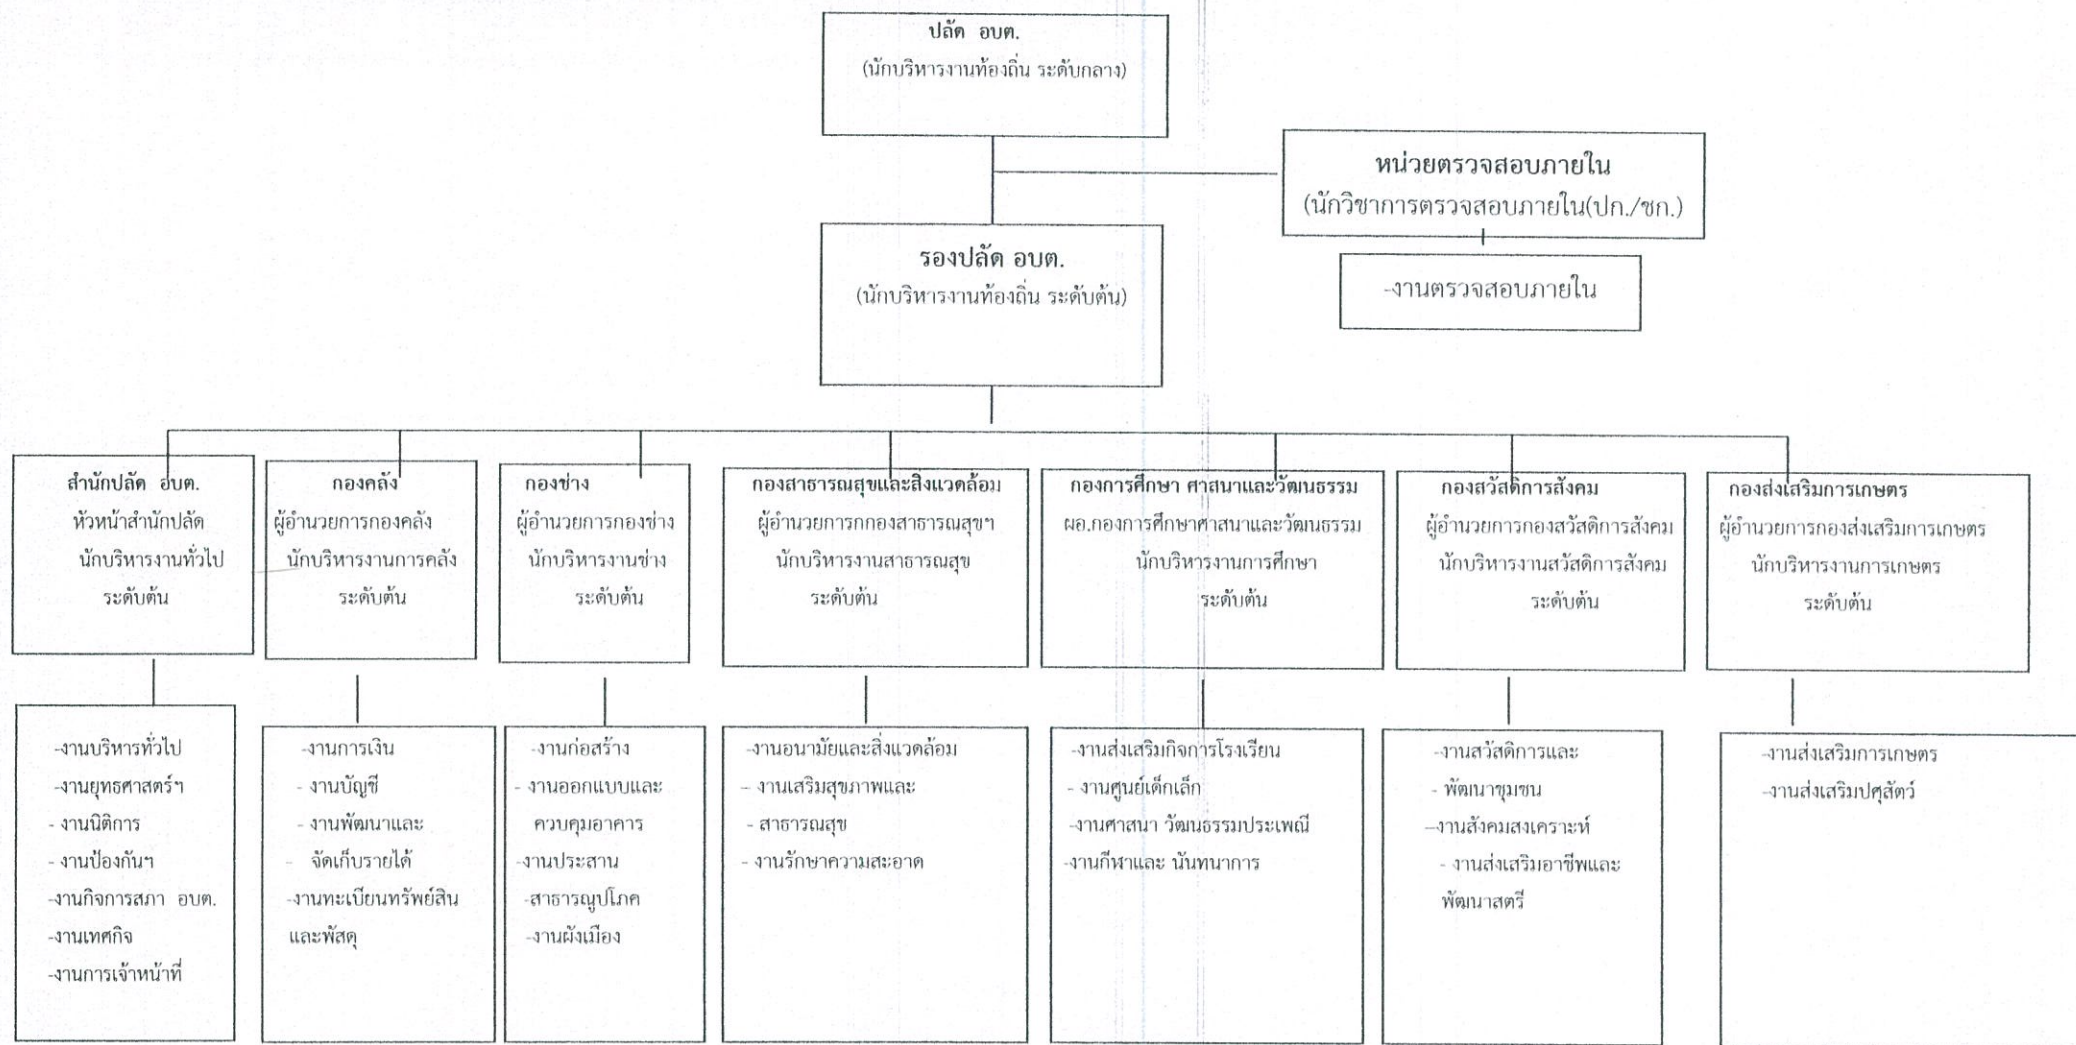 ปลัด อบต.
(นักบริหารงานท้องถิ่น ระดับกลาง)
หน่วยตรวจสอบภายใน
(นักวิชาการตรวจสอบภายใน(ปก./ชก.)
-งานตรวจสอบภายใน
รองปลัด อบต.
(นักบริหารงานท้องถิ่น ระดับต้น)
สำนักปลัด อบต.
หัวหน้าสำนักปลัด
นักบริหารงานทั่วไป
ระดับต้น
กองคลัง
ผู้อำนวยการกองคลัง
นักบริหารงานการคลัง
ระดับต้น
กองช่าง
ผู้อำนวยการกองช่าง
นักบริหารงานช่าง
ระดับต้น
กองสาธารณสุขและสิ่งแวดล้อม
ผู้อำนวยการกกองสาธารณสุขฯ
นักบริหารงานสาธารณสุข
ระดับต้น
กองการศึกษา ศาสนาและวัฒนธรรม
ผอ.กองการศึกษาศาสนาและวัฒนธรรม
นักบริหารงานการศึกษา
ระดับต้น
กองสวัสดิการสังคม
ผู้อำนวยการกองสวัสดิการสังคม
นักบริหารงานสวัสดิการสังคม
ระดับต้น
กองส่งเสริมการเกษตร
ผู้อำนวยการกองส่งเสริมการเกษตร
นักบริหารงานการเกษตร
ระดับต้น
-งานบริหารทั่วไป
-งานยุทธศาสตร์ฯ
- งานนิติการ
- งานป้องกันฯ
-งานกิจการสภา อบต.
-งานเทศกิจ
-งานการเจ้าหน้าที่
-งานการเงิน
- งานบัญชี
- งานพัฒนาและ
- จัดเก็บรายได้
-งานทะเบียนทรัพย์สิน
และพัสดุ
-งานก่อสร้าง
- งานออกแบบและ
ควบคุมอาคาร
-งานประสาน
-สาธารณูปโภค
-งานผังเมือง
-งานอนามัยและสิ่งแวดล้อม
- งานเสริมสุขภาพและ
- สาธารณสุข
- งานรักษาความสะอาด
-งานส่งเสริมกิจการโรงเรียน
- งานศูนย์เด็กเล็ก
-งานศาสนา วัฒนธรรมประเพณี
-งานกีฬาและ นันทนาการ
-งานสวัสดิการและ
- พัฒนาชุมชน
-งานสังคมสงเคราะห์
- งานส่งเสริมอาชีพและ
พัฒนาสตรี
-งานส่งเสริมการเกษตร
-งานส่งเสริมปศุสัตว์